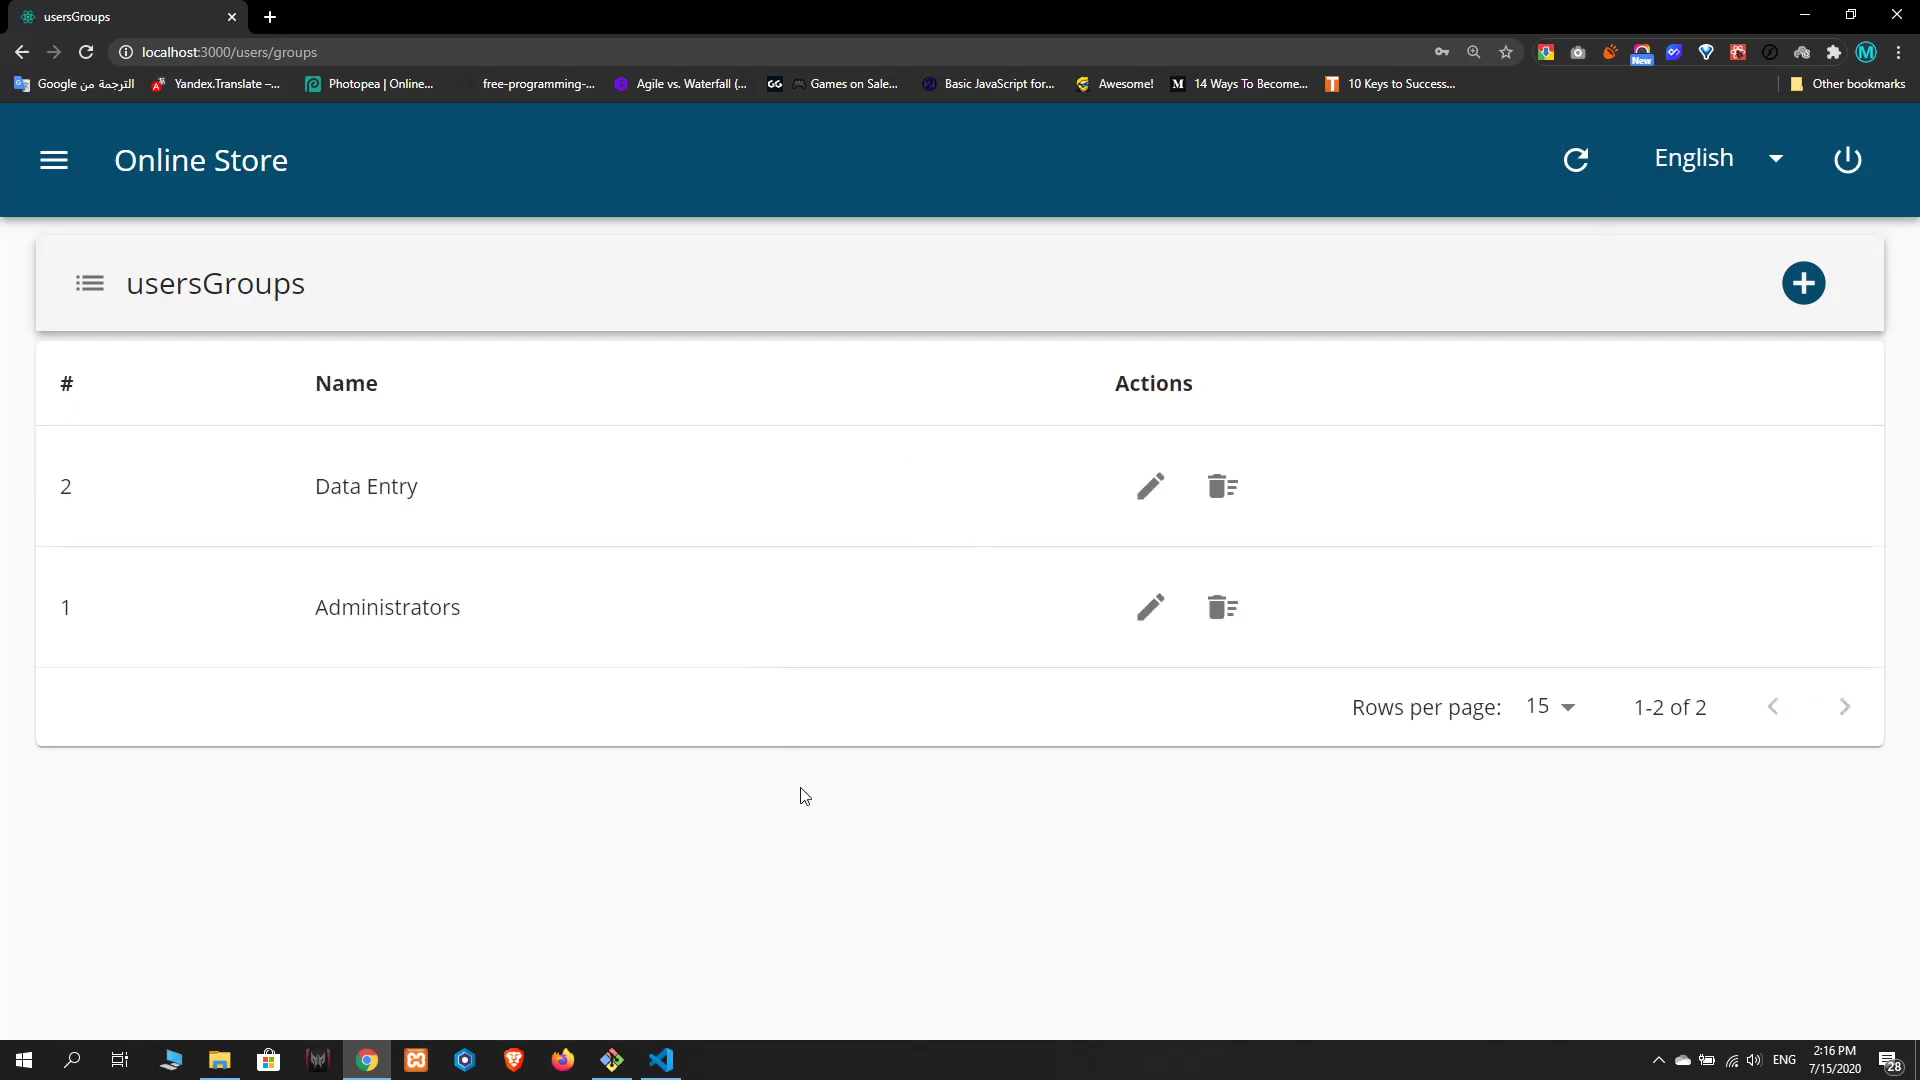 usersGroups
localhost:3000/users/groups
New
M
Google الترجمة من
Yandex.Translate –...
Photopea | Online...
free-programming-...
Agile vs. Waterfall (...
Games on Sale...
Basic JavaScript for...
Awesome!
14 Ways To Become...
10 Keys to Success...
Other bookmarks
Online Store
English
usersGroups
# Name Actions
2 Data Entry
1 Administrators
Rows per page: 15 1-2 of 2
ENG
2:16 PM
7/15/2020
28